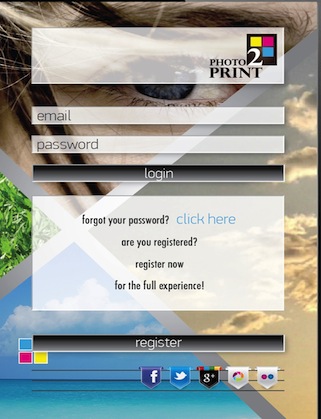 PHOTO 2
PRINT
email
password
login
forgot your password? click here
are you registered?
register now
for the full experience!
register
f
g+